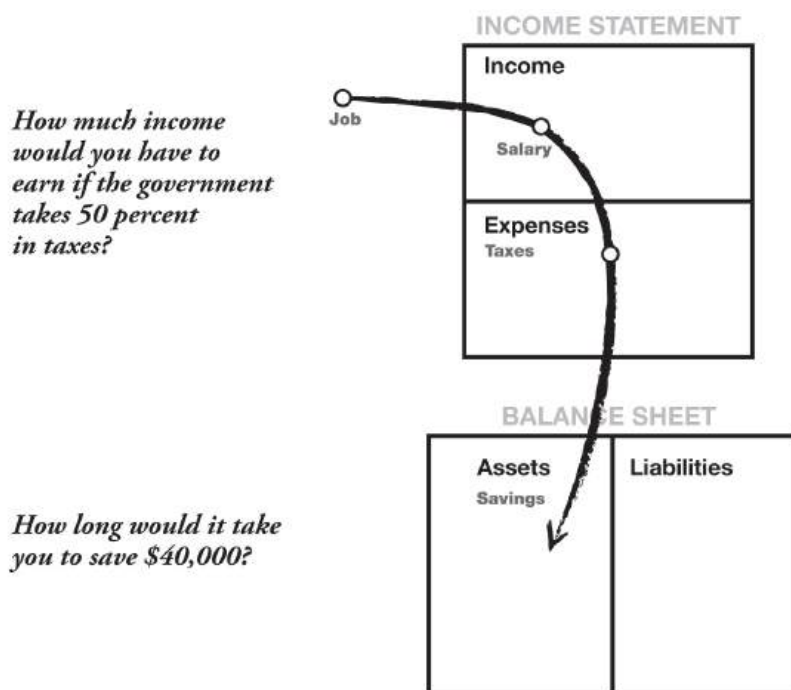 INCOME STATEMENT
Income
Job
Salary
How much income
would you have to
earn if the government
takes 50 percent
in taxes?
Expenses
Taxes
BALANCE SHEET
Assets
Liabilities
Savings
How long would it take
you to save $40,000?